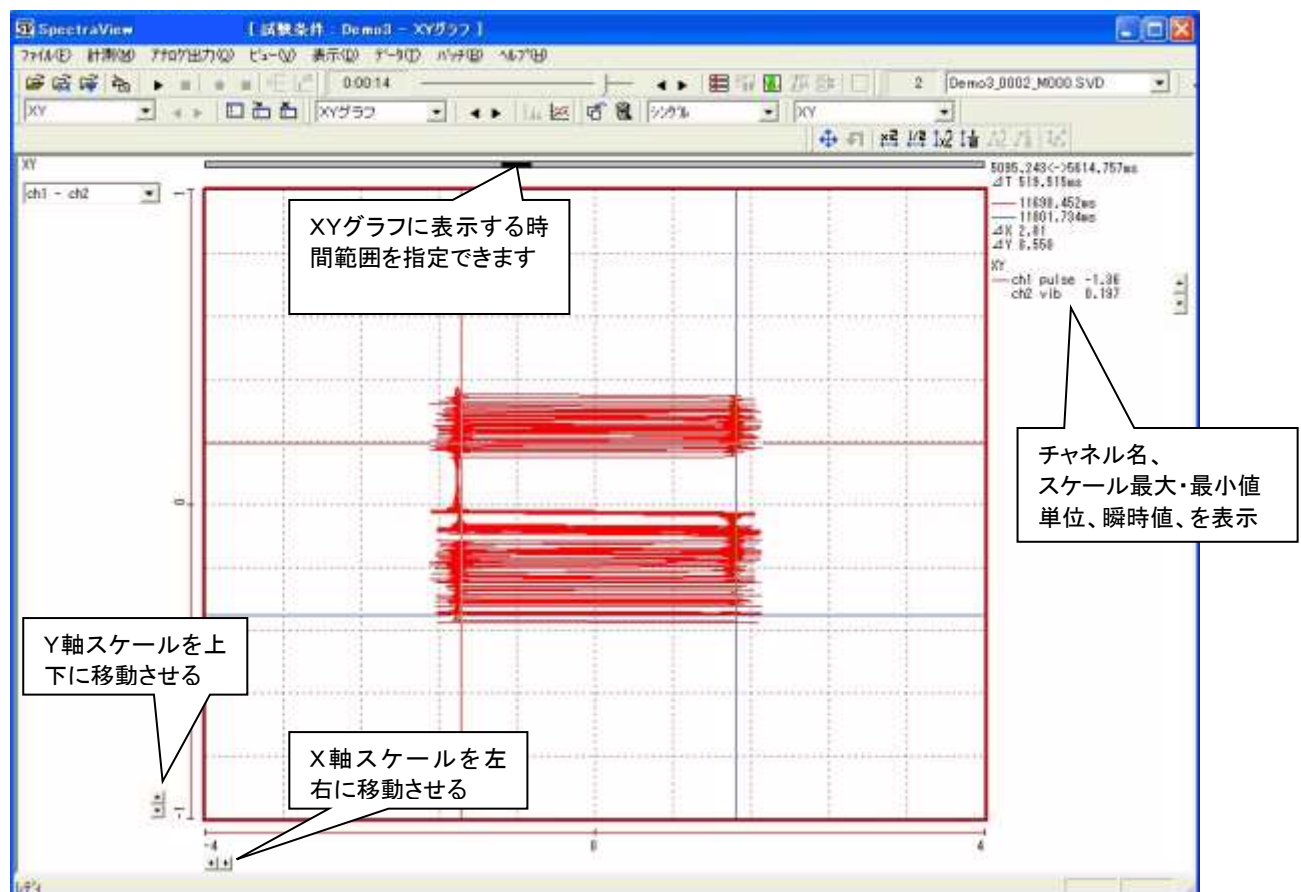 SpectraView 【 試験条件 : Demo3 - XYグラフ 】
ファイル(F) 計測(M) アナログ出力(O) ビュー(V) 表示(D) データ(T) バッチ(B) ヘルプ(H)
0:00:14 2 Demo3_0002_M000.SVD
XY XYグラフ シングル XY
XY
ch1 - ch2
5095.243<->5614.757ms
⊿T 519.515ms
11698.452ms
11801.734ms
⊿X 2.81
XY
ch1 pulse -1.36
ch2 vib 0.197
XYグラフに表示する時
間範囲を指定できます
チャネル名、
スケール最大・最小値
単位、瞬時値、を表示
0
Y軸スケールを上
下に移動させる
X軸スケールを左
右に移動させる
-4 0 4
レディ